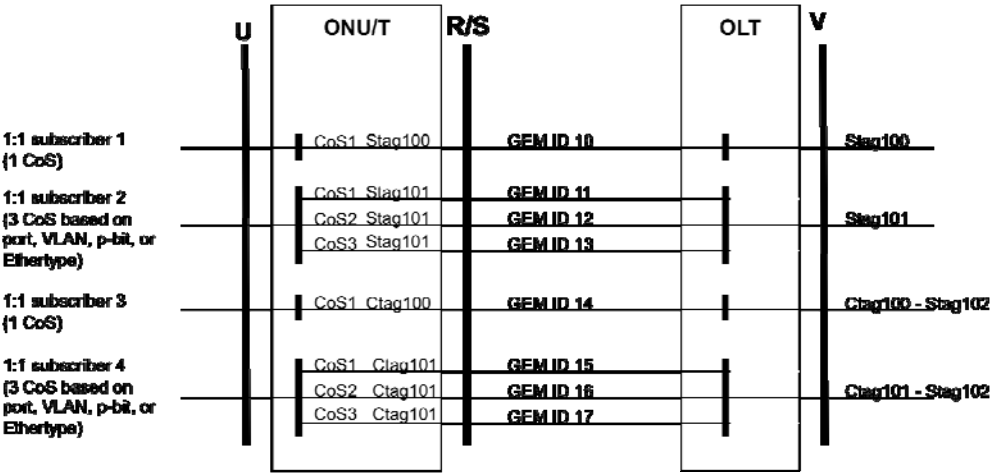 U
ONU/T
R/S
OLT
V
1:1 subscriber 1
(1 CoS)
CoS1 Stag100
GEM ID 10
Stag100
1:1 subscriber 2
(3 CoS based on
port, VLAN, p-bit, or
Ethertype)
CoS1 Stag101
GEM ID 11
CoS2 Stag101
GEM ID 12
Stag101
CoS3 Stag101
GEM ID 13
1:1 subscriber 3
(1 CoS)
CoS1 Ctag100
GEM ID 14
Ctag100 - Stag102
1:1 subscriber 4
(3 CoS based on
port, VLAN, p-bit, or
Ethertype)
CoS1 Ctag101
GEM ID 15
CoS2 Ctag101
GEM ID 16
Ctag101 - Stag102
CoS3 Ctag101
GEM ID 17